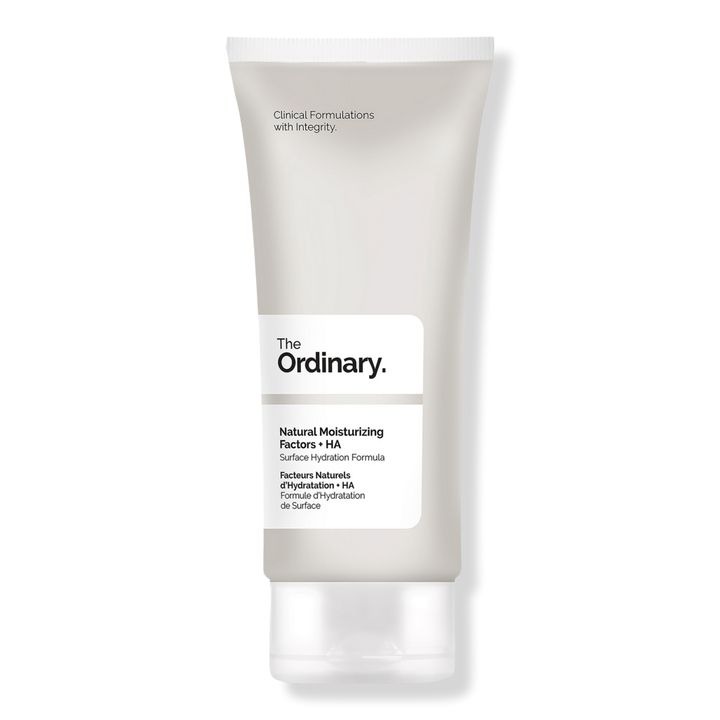 Clinical Formulations
with Integrity.
The
Ordinary.
Natural Moisturizing
Factors + HA
Surface Hydration Formula
Facteurs Naturels
d'Hydratation + HA
Formule d'Hydratation
de Surface